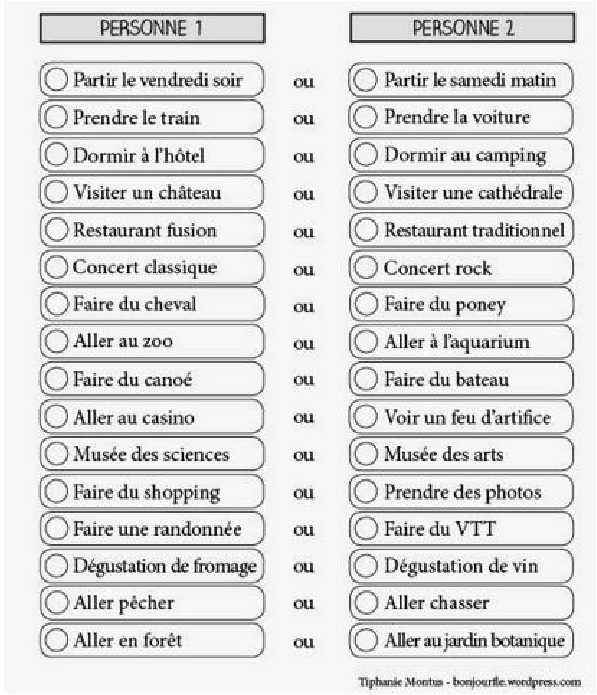 PERSONNE 1 PERSONNE 2
Partir le vendredi soir ou Partir le samedi matin
Prendre le train ou Prendre la voiture
Dormir à l'hôtel ou Dormir au camping
Visiter un château ou Visiter une cathédrale
Restaurant fusion ou Restaurant traditionnel
Concert classique ou Concert rock
Faire du cheval ou Faire du poney
Aller au zoo ou Aller à l'aquarium
Faire du canoé ou Faire du bateau
Aller au casino ou Voir un feu d'artifice
Musée des sciences ou Musée des arts
Faire du shopping ou Prendre des photos
Faire une randonnée ou Faire du VTT
Dégustation de fromage ou Dégustation de vin
Aller pêcher ou Aller chasser
Aller en forêt ou Aller au jardin botanique
Tiphanie Montus - bonjourfle.wordpress.com